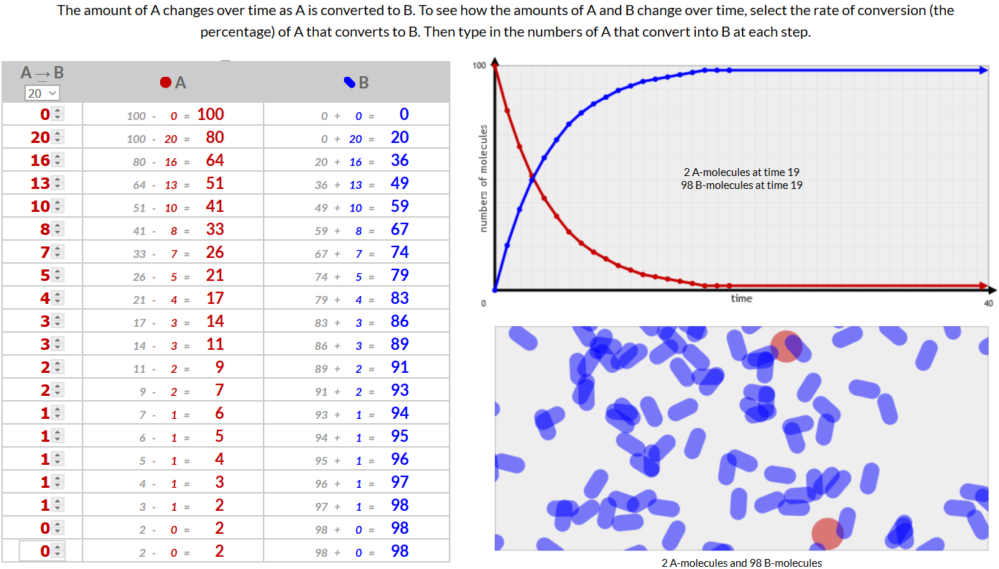 The amount of A changes over time as A is converted to B. To see how the amounts of A and B change over time, select the rate of conversion (the
percentage) of A that converts to B. Then type in the numbers of A that convert into B at each step.
A → B
20
A
B
0 100 - 0 = 100 0 + 0 = 0
20 100 - 20 = 80 0 + 20 = 20
16 80 - 16 = 64 20 + 16 = 36
13 64 - 13 = 51 36 + 13 = 49
10 51 - 10 = 41 49 + 10 = 59
8 41 - 8 = 33 59 + 8 = 67
7 33 - 7 = 26 67 + 7 = 74
5 26 - 5 = 21 74 + 5 = 79
4 21 - 4 = 17 79 + 4 = 83
3 17 - 3 = 14 83 + 3 = 86
3 14 - 3 = 11 86 + 3 = 89
2 11 - 2 = 9 89 + 2 = 91
2 9 - 2 = 7 91 + 2 = 93
1 7 - 1 = 6 93 + 1 = 94
1 6 - 1 = 5 94 + 1 = 95
1 5 - 1 = 4 95 + 1 = 96
1 4 - 1 = 3 96 + 1 = 97
1 3 - 1 = 2 97 + 1 = 98
0 2 - 0 = 2 98 + 0 = 98
0 2 - 0 = 2 98 + 0 = 98
100
numbers of molecules
2 A-molecules at time 19
98 B-molecules at time 19
time
0
40
2 A-molecules and 98 B-molecules